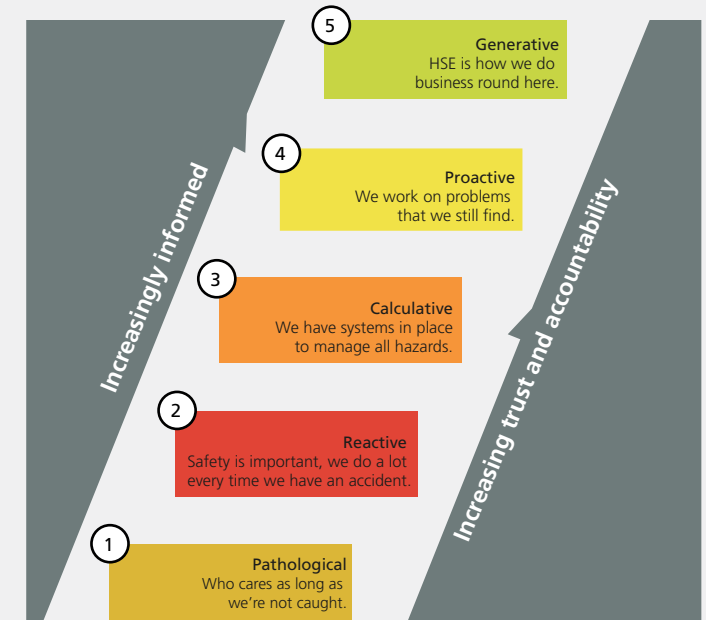 5
Generative
HSE is how we do
business round here.
4
Proactive
We work on problems
that we still find.
Increasingly informed
Increasing trust and accountability
3
Calculative
We have systems in place
to manage all hazards.
2
Reactive
Safety is important, we do a lot
every time we have an accident.
1
Pathological
Who cares as long as
we're not caught.